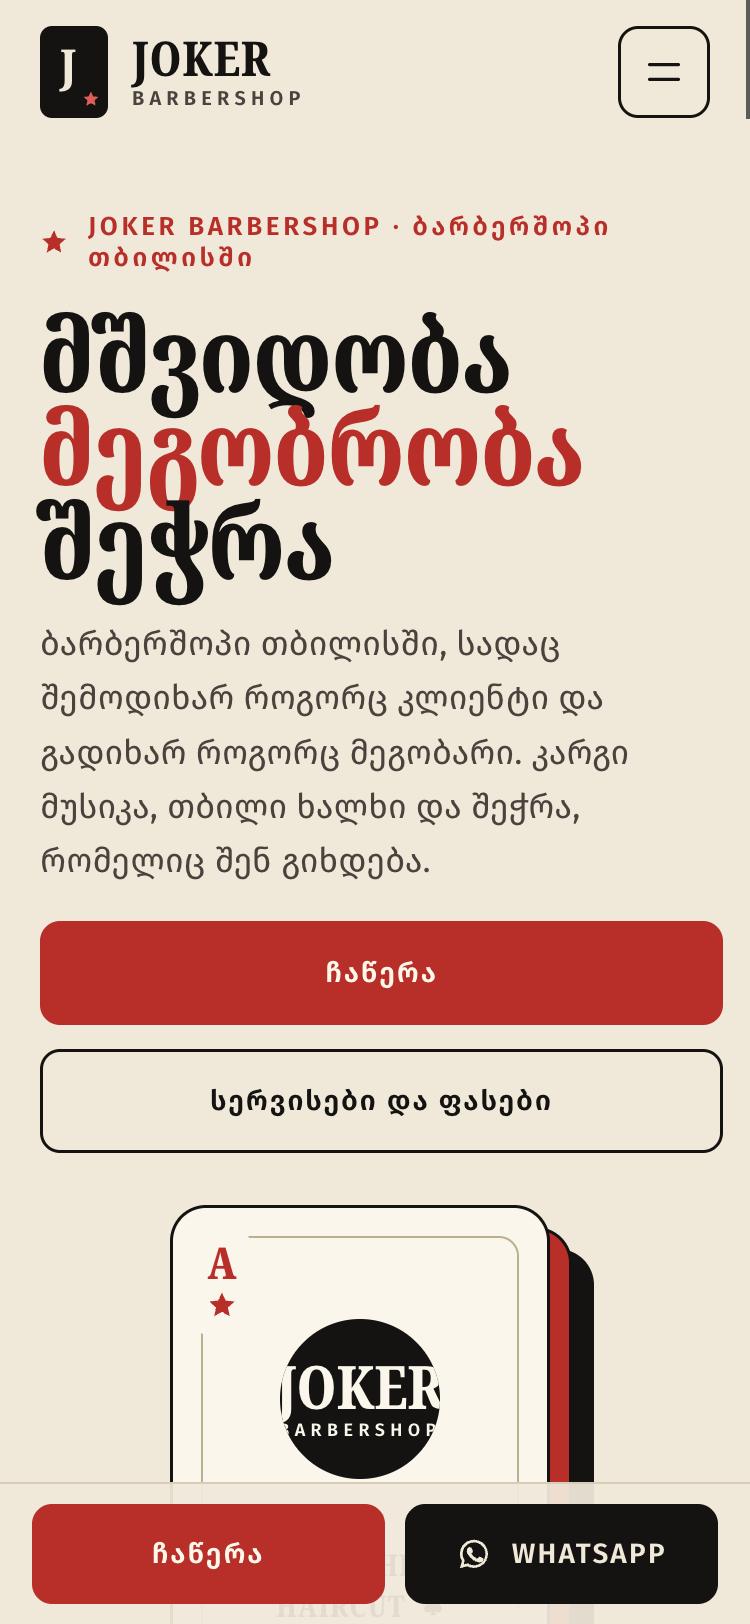 J
JOKER
BARBERSHOP
JOKER BARBERSHOP · ბარბერშოპი
თბილისში
მშვიდობა
მეგობრობა
შეჭრა
ბარბერშოპი თბილისში, სადაც
შემოდიხარ როგორც კლიენტი და
გადიხარ როგორც მეგობარი. კარგი
მუსიკა, თბილი ხალხი და შეჭრა,
რომელიც შენ გიხდება.
ჩაწერა
სერვისები და ფასები
A
JOKER
BARBERSHOP
ჩაწერა
WHATSAPP
HAIRCUT